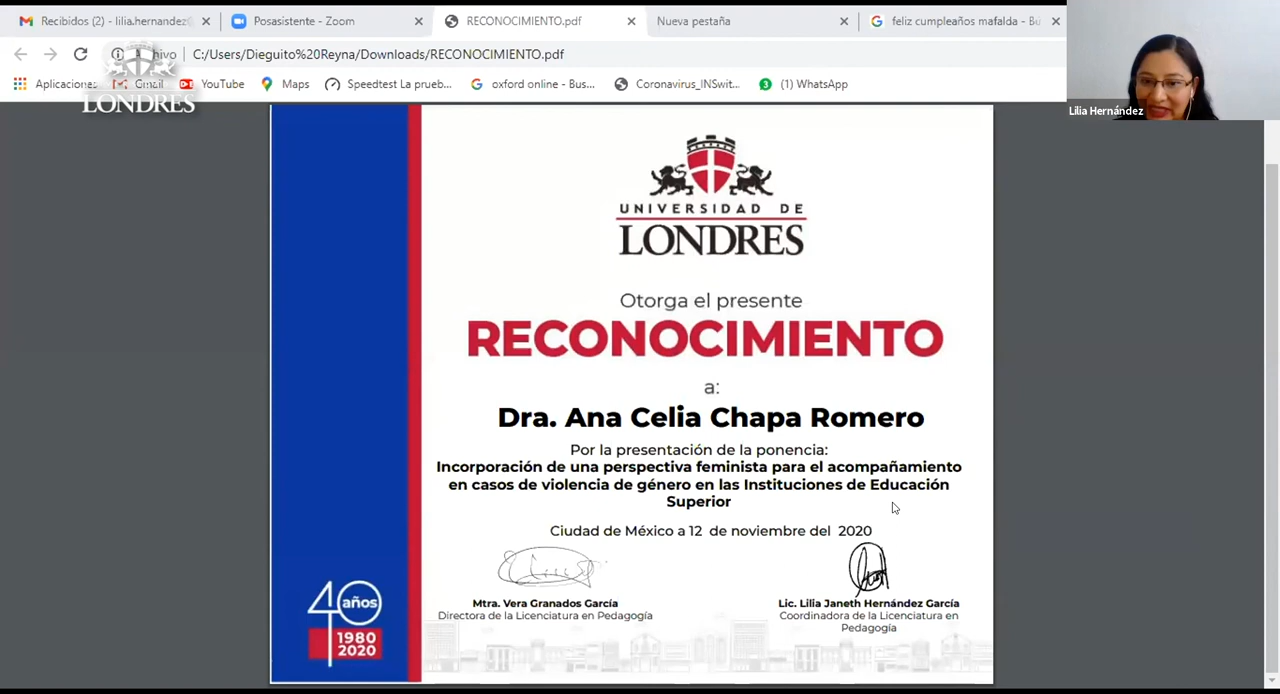 Recibidos (2) - lilia.hernandez@
Posasistente - Zoom
RECONOCIMIENTO.pdf
Nueva pestaña
feliz cumpleaños mafalda - Bú
C:/Users/Dieguito%20Reyna/Downloads/RECONOCIMIENTO.pdf
Aplicaciones
Gmail
YouTube
Maps
Speedtest La prueb...
oxford online - Bus...
Coronavirus_INSwit...
(1) WhatsApp
LONDRES
Lilia Hernández
UNIVERSIDAD DE
LONDRES
Otorga el presente
RECONOCIMIENTO
a:
Dra. Ana Celia Chapa Romero
Por la presentación de la ponencia:
Incorporación de una perspectiva feminista para el acompañamiento
en casos de violencia de género en las Instituciones de Educación
Superior
Ciudad de México a 12 de noviembre del 2020
Mtra. Vera Granados García
Directora de la Licenciatura en Pedagogía
Lic. Lilia Janeth Hernández García
Coordinadora de la Licenciatura en
Pedagogía
40 años
1980
2020